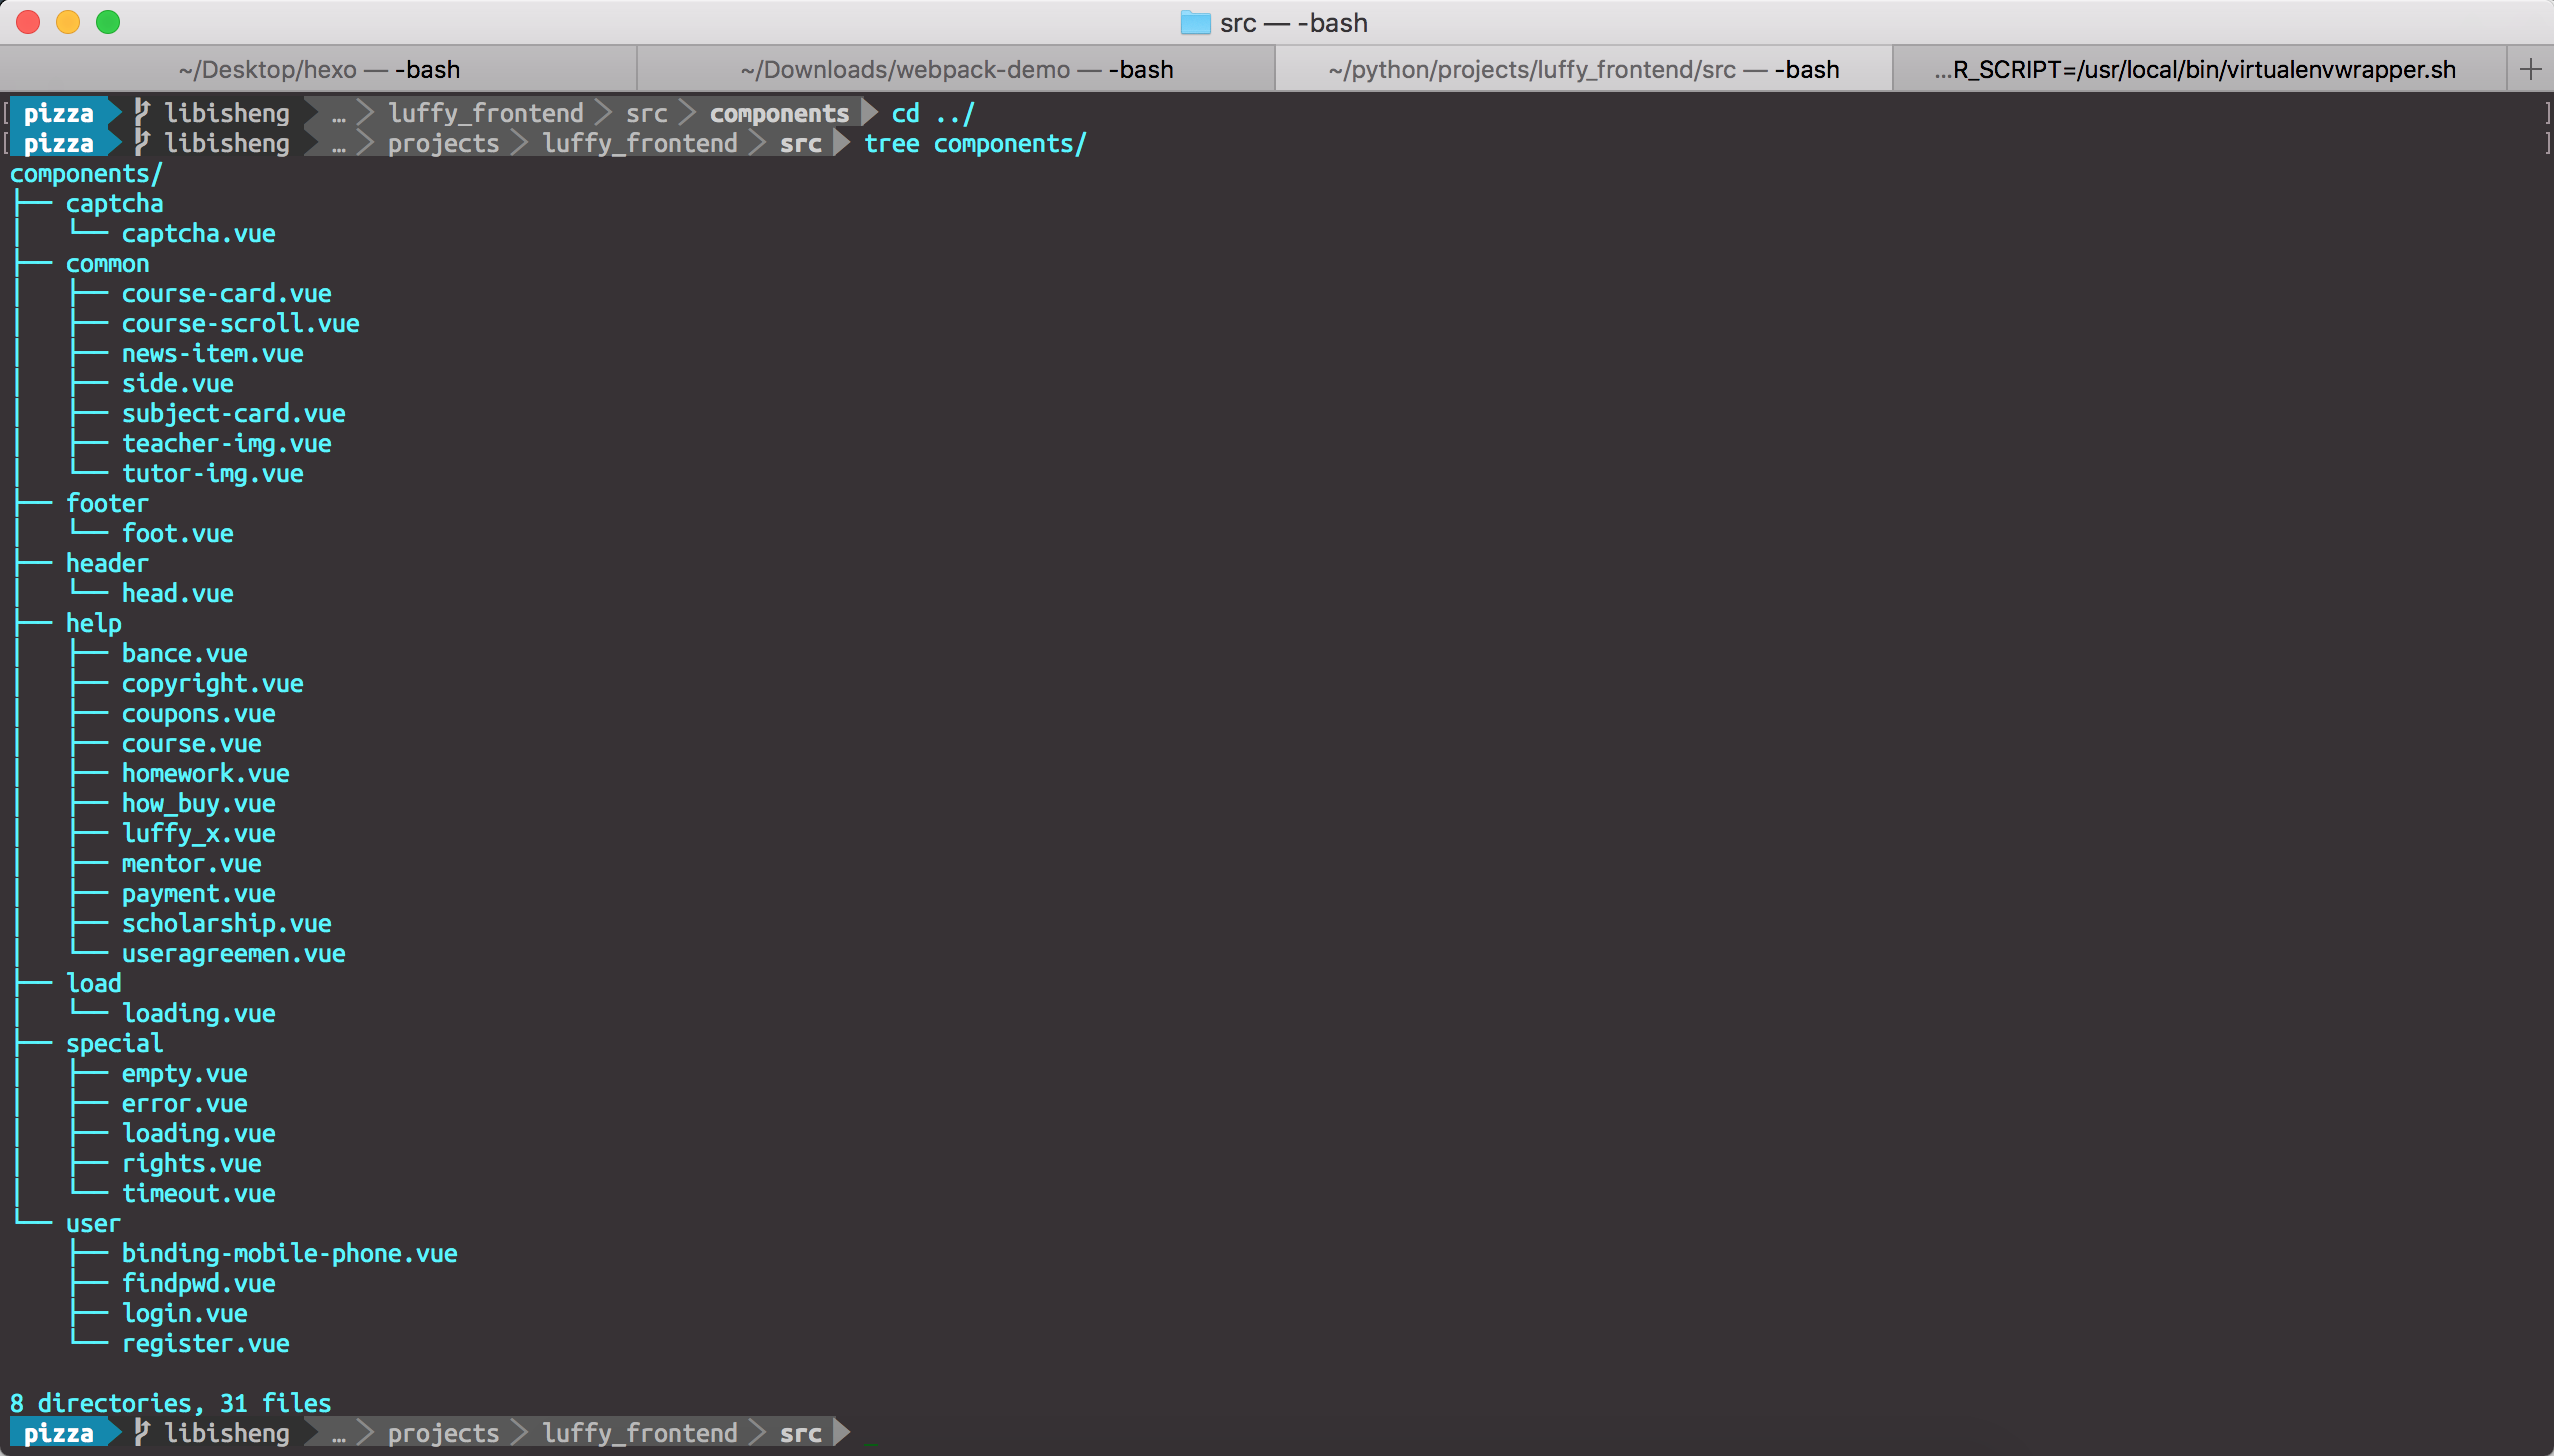 src — -bash
~/Desktop/hexo — -bash
~/Downloads/webpack-demo — -bash
~/python/projects/luffy_frontend/src — -bash
...R_SCRIPT=/usr/local/bin/virtualenvwrapper.sh
[ pizza libisheng … luffy_frontend src components cd ../ ]
[ pizza libisheng … projects luffy_frontend src tree components/ ]
components/
├── captcha
│   └── captcha.vue
├── common
│   ├── course-card.vue
│   ├── course-scroll.vue
│   ├── news-item.vue
│   ├── side.vue
│   ├── subject-card.vue
│   ├── teacher-img.vue
│   └── tutor-img.vue
├── footer
│   └── foot.vue
├── header
│   └── head.vue
├── help
│   ├── bance.vue
│   ├── copyright.vue
│   ├── coupons.vue
│   ├── course.vue
│   ├── homework.vue
│   ├── how_buy.vue
│   ├── luffy_x.vue
│   ├── mentor.vue
│   ├── payment.vue
│   ├── scholarship.vue
│   └── useragreemen.vue
├── load
│   └── loading.vue
├── special
│   ├── empty.vue
│   ├── error.vue
│   ├── loading.vue
│   ├── rights.vue
│   └── timeout.vue
└── user
    ├── binding-mobile-phone.vue
    ├── findpwd.vue
    ├── login.vue
    └── register.vue
8 directories, 31 files
pizza libisheng … projects luffy_frontend src